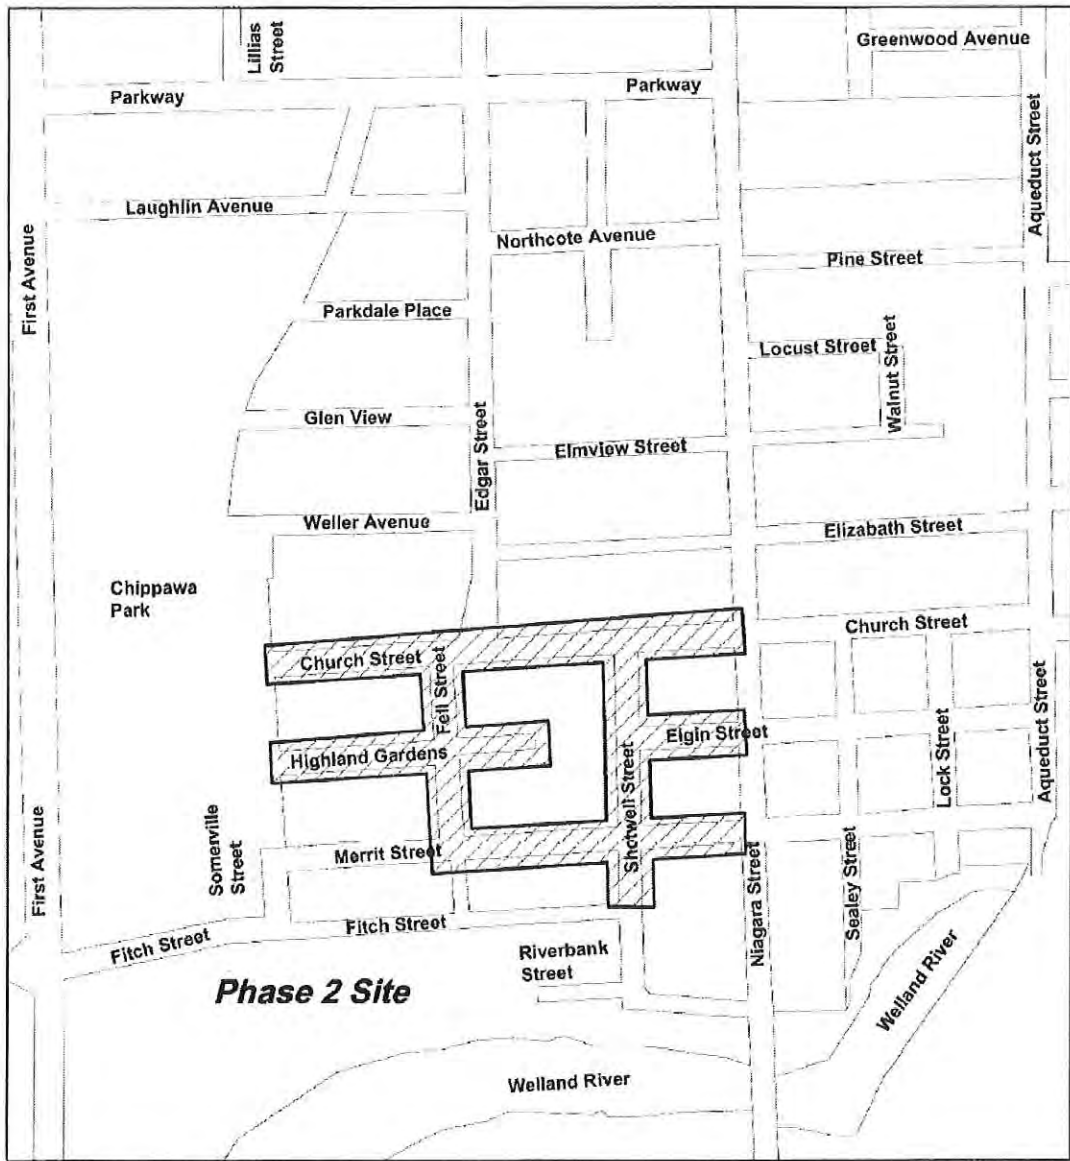 Lillias
Street
Greenwood Avenue
Parkway
Parkway
Aqueduct Street
Laughlin Avenue
Northcote Avenue
Pine Street
First Avenue
Parkdale Place
Locust Street
Walnut Street
Glen View
Edgar Street
Elmview Street
Weller Avenue
Elizabath Street
Chippawa
Park
Church Street
Church Street
Fell Street
Elgin Street
Highland Gardens
Shotwell Street
Lock Street
Aqueduct Street
Somerville
Street
Merrit Street
First Avenue
Niagara Street
Sealey Street
Fitch Street
Fitch Street
Riverbank
Street
Phase 2 Site
Welland River
Welland River